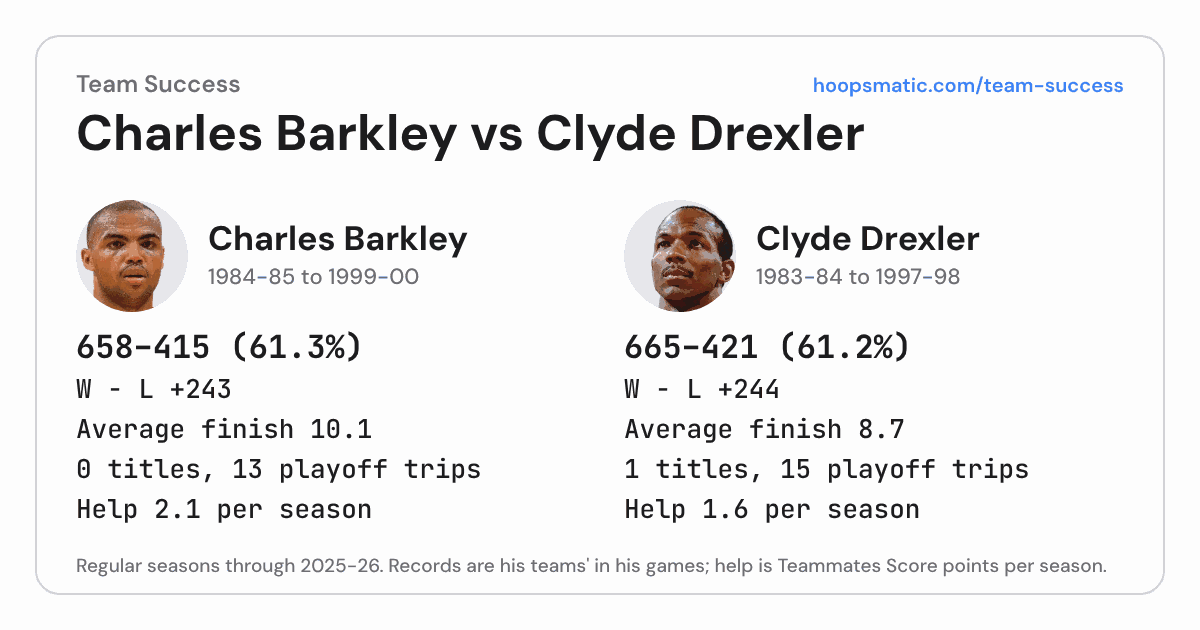 Team Success
hoopsmatic.com/team-success
Charles Barkley vs Clyde Drexler
Charles Barkley
1984-85 to 1999-00
658-415 (61.3%)
W - L +243
Average finish 10.1
0 titles, 13 playoff trips
Help 2.1 per season
Clyde Drexler
1983-84 to 1997-98
665-421 (61.2%)
W - L +244
Average finish 8.7
1 titles, 15 playoff trips
Help 1.6 per season
Regular seasons through 2025-26. Records are his teams' in his games; help is Teammates Score points per season.